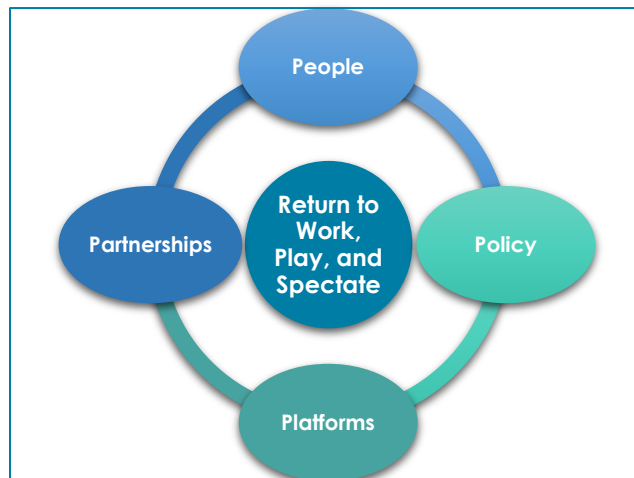 People
Partnerships
Return to
Work,
Play, and
Spectate
Policy
Platforms